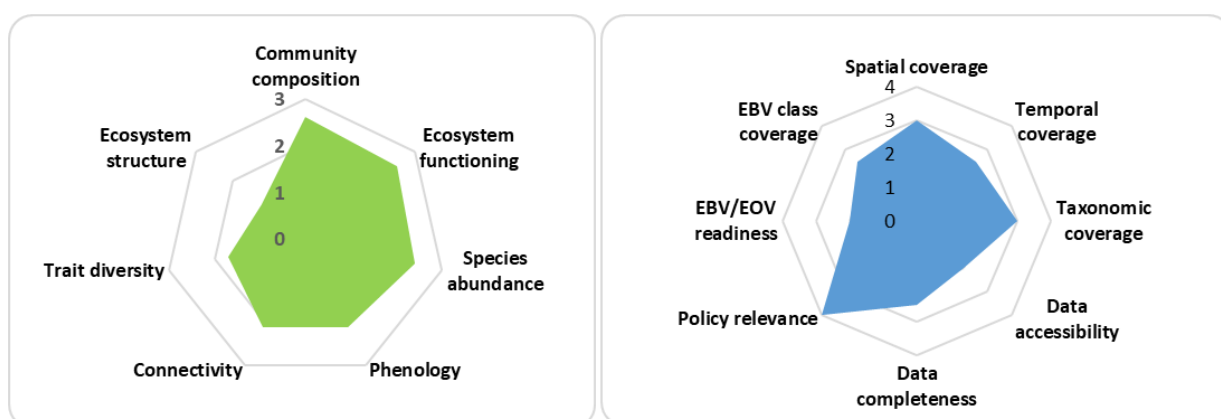 Community
composition
3
2
1
0
Ecosystem
structure
Ecosystem
functioning
Trait diversity
Species
abundance
Connectivity
Phenology
Spatial coverage
4
3
2
1
0
EBV class
coverage
Temporal
coverage
EBV/EOV
readiness
Taxonomic
coverage
Policy relevance
Data
accessibility
Data
completeness